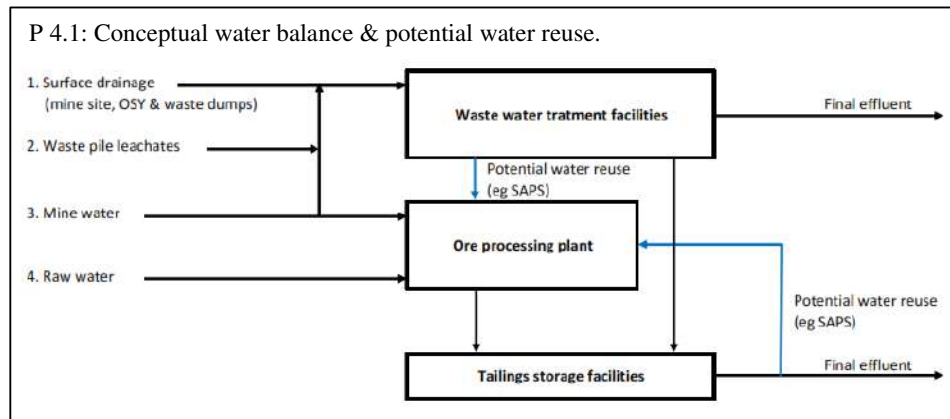 P 4.1: Conceptual water balance & potential water reuse.
1. Surface drainage
(mine site, OSY & waste dumps)
Waste water tratment facilities
Final effluent
2. Waste pile leachates
Potential water reuse
(eg SAPS)
3. Mine water
Ore processing plant
4. Raw water
Potential water reuse
(eg SAPS)
Tailings storage facilities
Final effluent